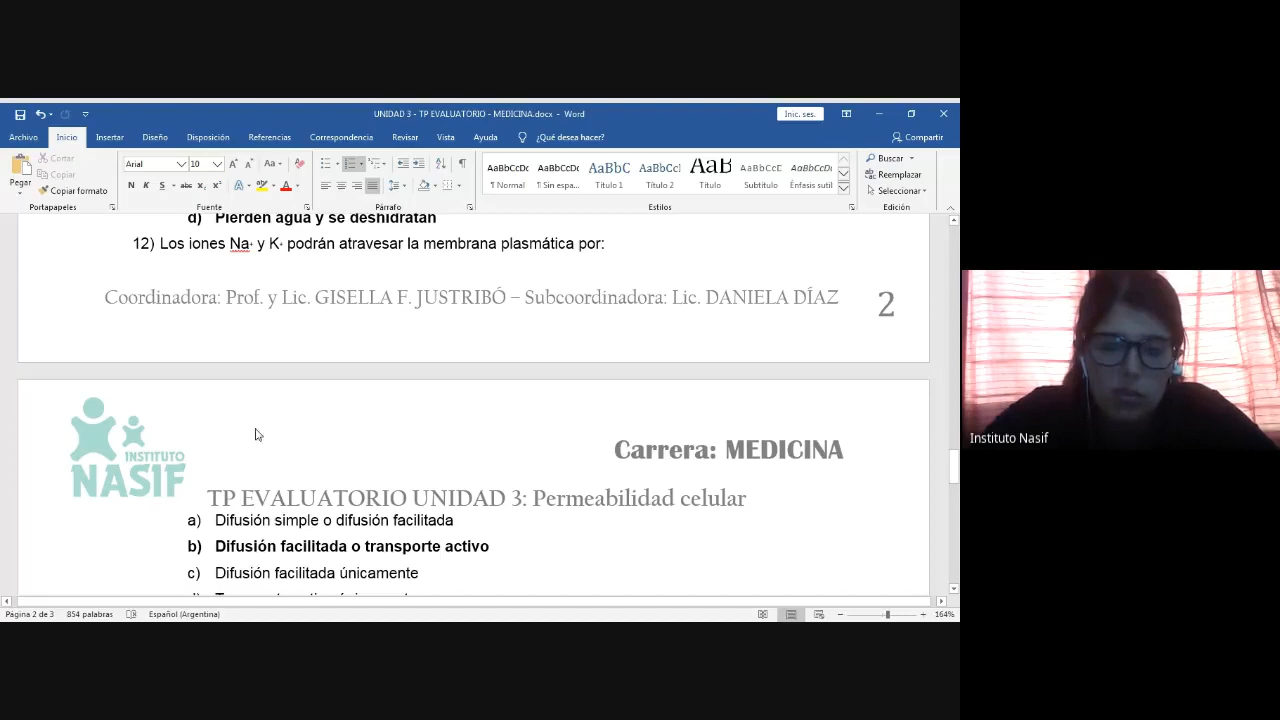 UNIDAD 3 - TP EVALUATORIO - MEDICINA.docx - Word
Inic. ses.
Archivo Inicio Insertar Diseño Disposición Referencias Correspondencia Revisar Vista Ayuda ¿Qué desea hacer? Compartir
Pegar
Cortar
Copiar
Copiar formato
Portapapeles
Arial 10
Fuente
Párrafo
AaBbCcDc AaBbCcDc AaBbC AaBbCcI AaB AaBbCcD AaBbCcDc
¶ Normal ¶ Sin espa... Título 1 Título 2 Título Subtítulo Énfasis sutil
Estilos
Buscar
Reemplazar
Seleccionar
Edición
d) Pierden agua y se deshidratan
12) Los iones Na+ y K+ podrán atravesar la membrana plasmática por:
Coordinadora: Prof. y Lic. GISELLA F. JUSTRIBÓ – Subcoordinadora: Lic. DANIELA DÍAZ 2
INSTITUTO
NASIF
Carrera: MEDICINA
TP EVALUATORIO UNIDAD 3: Permeabilidad celular
a) Difusión simple o difusión facilitada
b) Difusión facilitada o transporte activo
c) Difusión facilitada únicamente
Página 2 de 3 854 palabras Español (Argentina) 164%
Instituto Nasif